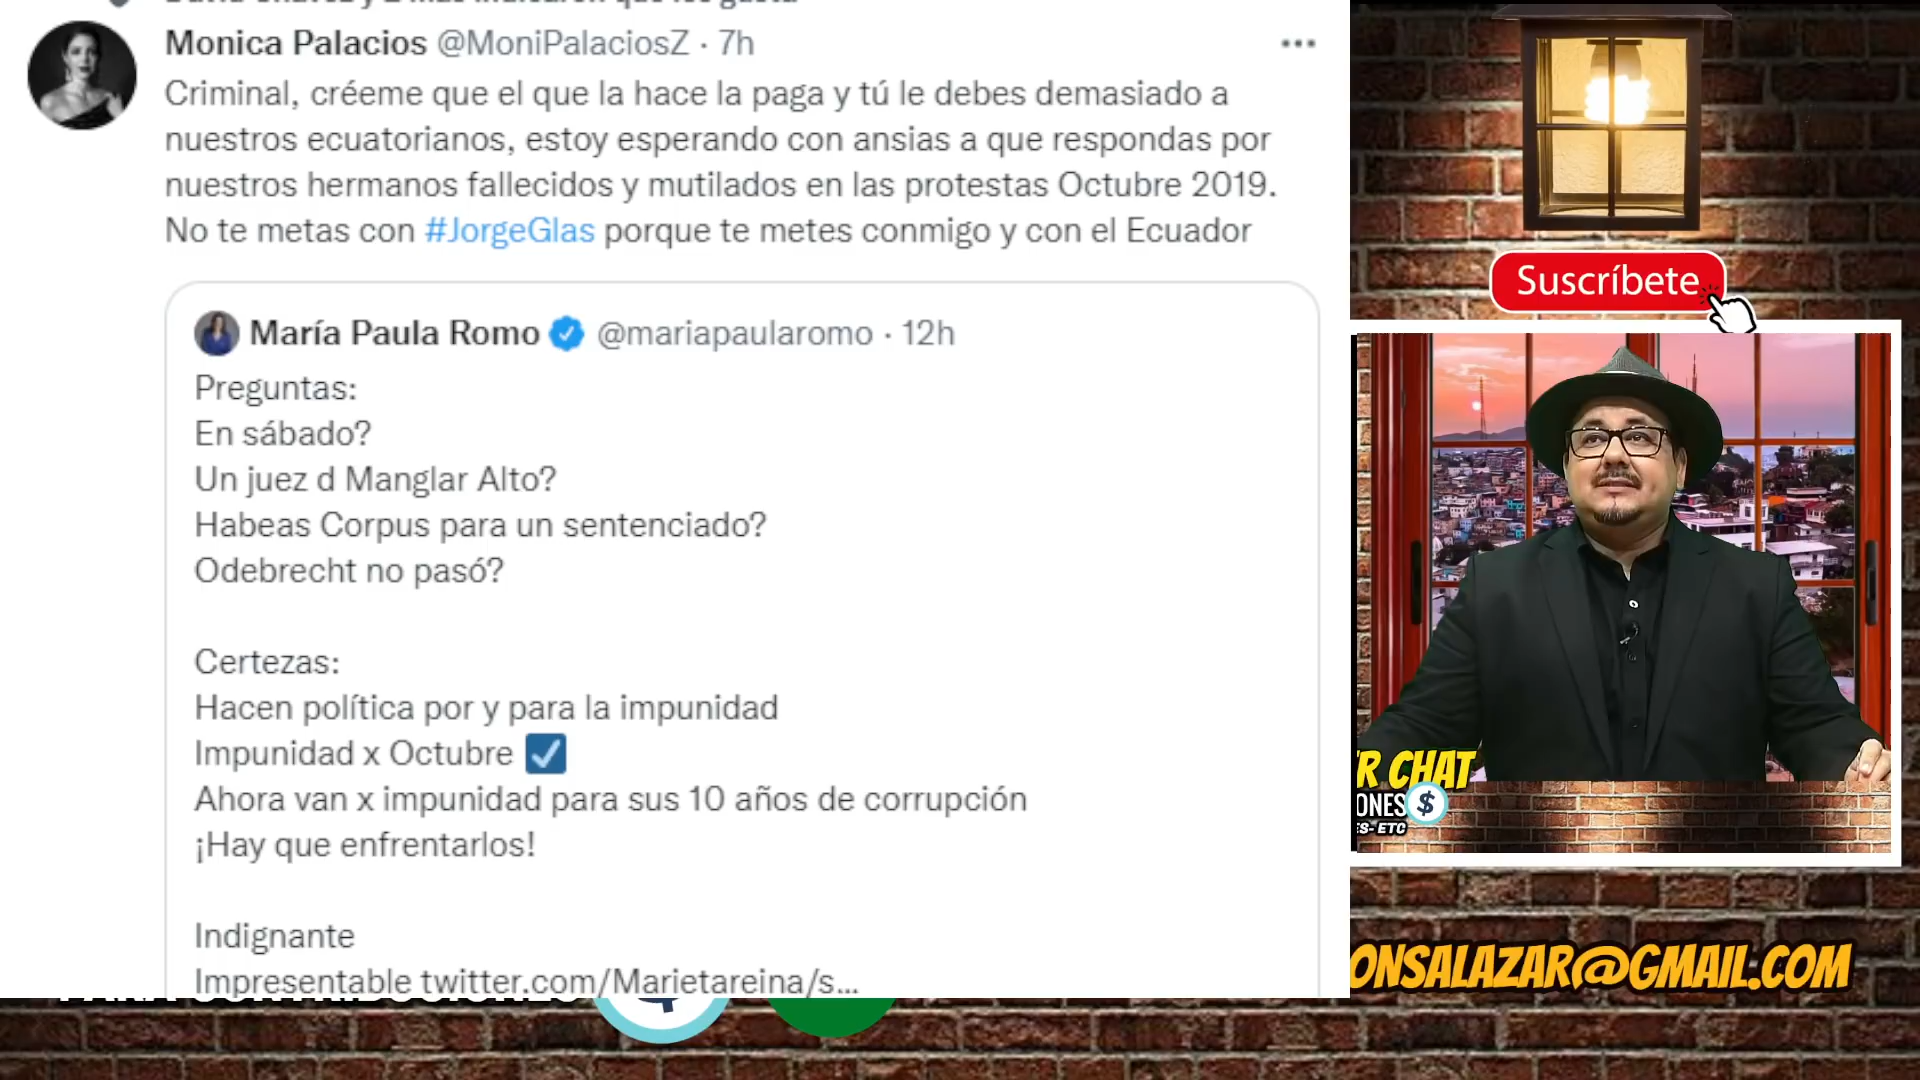 Monica Palacios @MoniPalaciosZ · 7h
Criminal, créeme que el que la hace la paga y tú le debes demasiado a
nuestros ecuatorianos, estoy esperando con ansias a que respondas por
nuestros hermanos fallecidos y mutilados en las protestas Octubre 2019.
No te metas con #JorgeGlas porque te metes conmigo y con el Ecuador
María Paula Romo @mariapaularomo · 12h
Preguntas:
En sábado?
Un juez d Manglar Alto?
Habeas Corpus para un sentenciado?
Odebrecht no pasó?
Certezas:
Hacen política por y para la impunidad
Impunidad x Octubre ☑
Ahora van x impunidad para sus 10 años de corrupción
¡Hay que enfrentarlos!
Indignante
Impresentable twitter.com/Marietareina/s...
Suscríbete
R CHAT
ONES $
ES- ETC
ONSALAZAR@GMAIL.COM